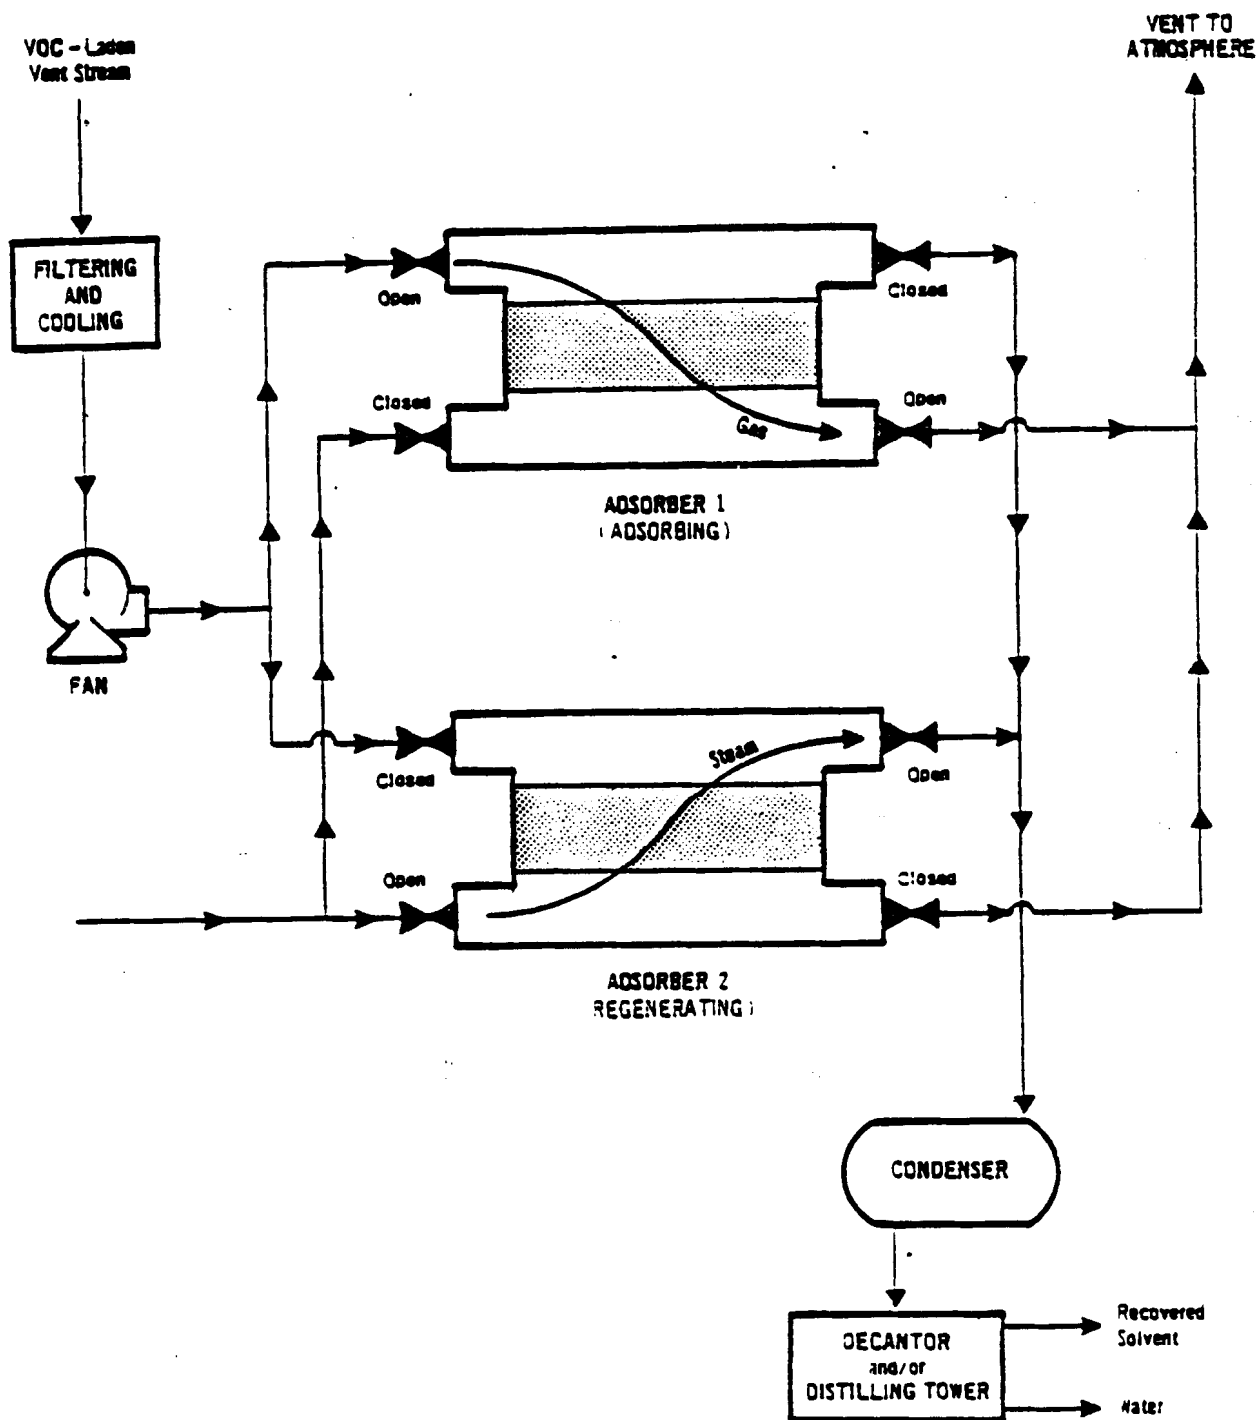 VOC - Laden
Vent Stream
VENT TO
ATMOSPHERE
FILTERING
AND
COOLING
Open
Closed
Closed
Open
Gas
ADSORBER 1
(ADSORBING)
FAN
Steam
Closed
Open
Open
Closed
ADSORBER 2
REGENERATING)
CONDENSER
DECANTOR
and/or
DISTILLING TOWER
Recovered
Solvent
Water